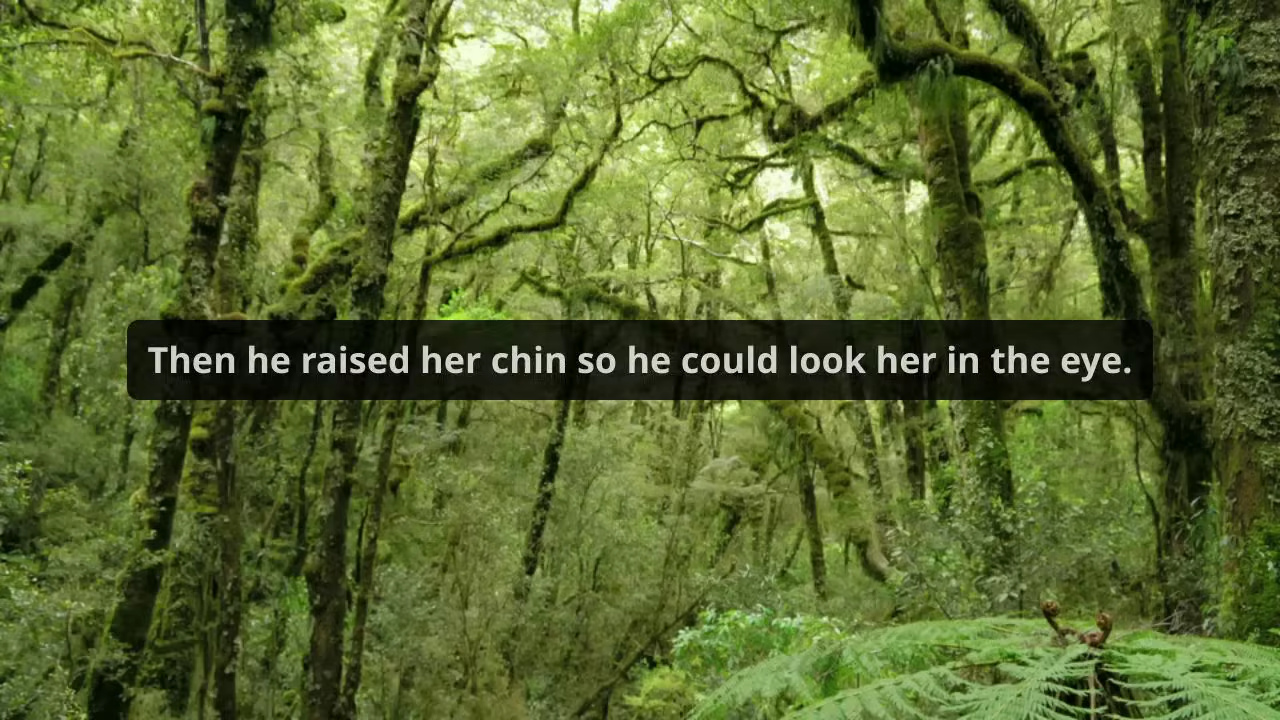 Then he raised her chin so he could look her in the eye.